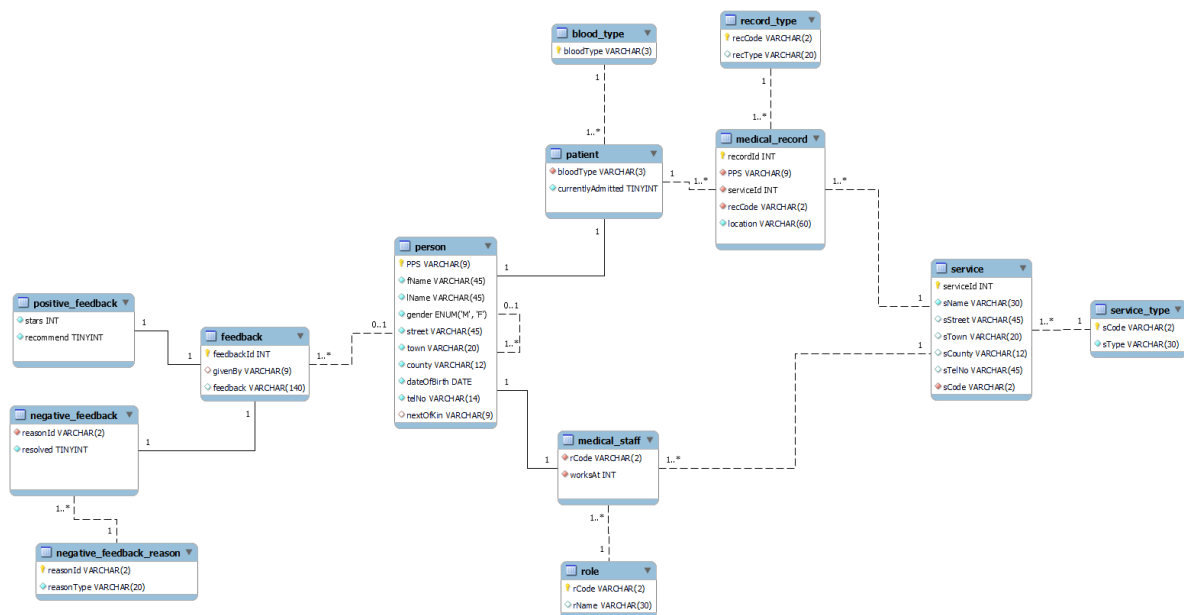 record_type
recCode VARCHAR(2)
recType VARCHAR(20)
blood_type
bloodType VARCHAR(3)
1
1
1..*
1..*
medical_record
recordId INT
PPS VARCHAR(9)
serviceId INT
recCode VARCHAR(2)
location VARCHAR(60)
patient
bloodType VARCHAR(3)
currentlyAdmitted TINYINT
1
1..*
1..*
1
person
PPS VARCHAR(9)
fName VARCHAR(45)
lName VARCHAR(45)
gender ENUM('M', 'F')
street VARCHAR(45)
town VARCHAR(20)
county VARCHAR(12)
dateOfBirth DATE
telNo VARCHAR(14)
nextOfKin VARCHAR(9)
1
0..1
1..*
1
service
serviceId INT
sName VARCHAR(30)
sStreet VARCHAR(45)
sTown VARCHAR(20)
sCounty VARCHAR(12)
sTelNo VARCHAR(45)
sCode VARCHAR(2)
1
1
1..*
1
service_type
sCode VARCHAR(2)
sType VARCHAR(30)
positive_feedback
stars INT
recommend TINYINT
1
1
feedback
feedbackId INT
givenBy VARCHAR(9)
feedback VARCHAR(140)
1..*
0..1
1
negative_feedback
reasonId VARCHAR(2)
resolved TINYINT
1
1..*
1
negative_feedback_reason
reasonId VARCHAR(2)
reasonType VARCHAR(20)
medical_staff
rCode VARCHAR(2)
worksAt INT
1
1..*
1..*
1
role
rCode VARCHAR(2)
rName VARCHAR(30)